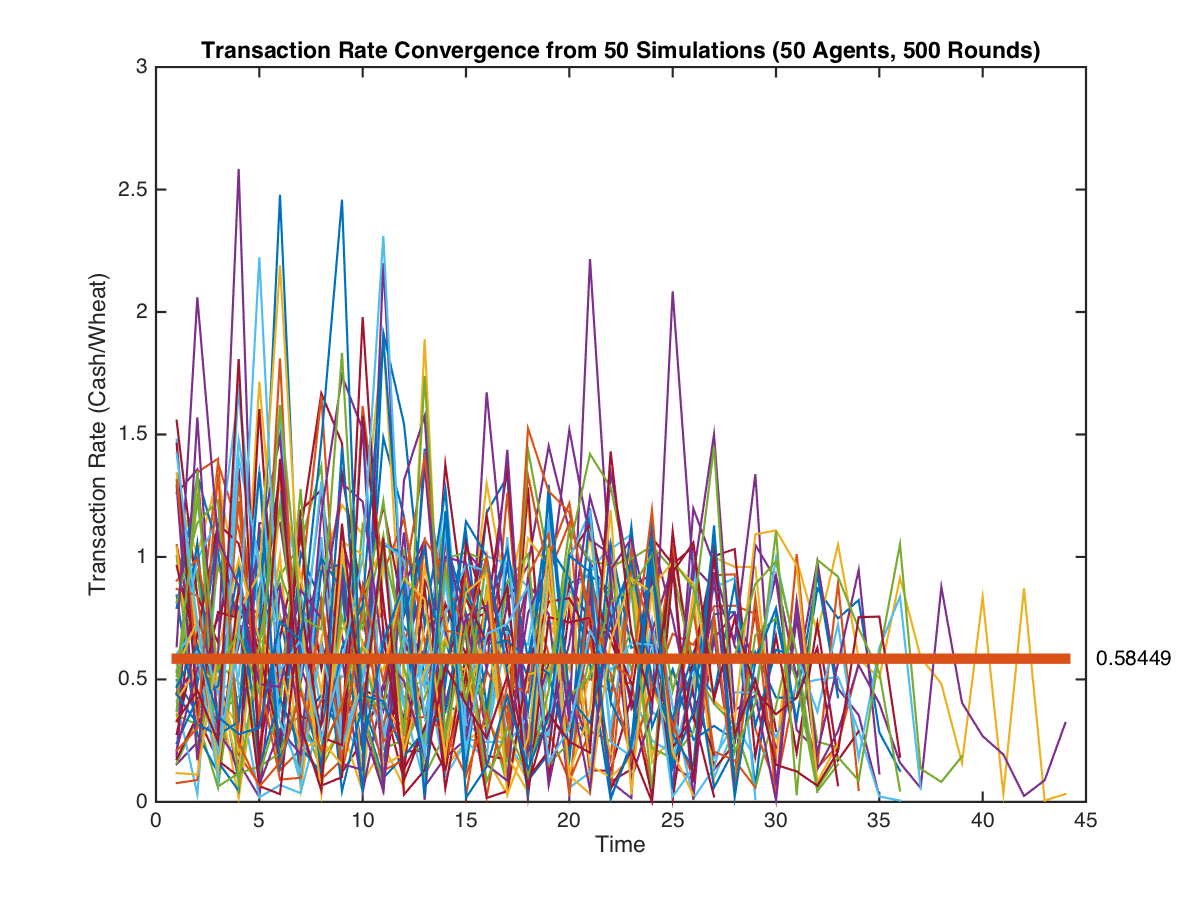 Transaction Rate Convergence from 50 Simulations (50 Agents, 500 Rounds)
3
2.5
2
1.5
1
0.5
0
Transaction Rate (Cash/Wheat)
0.58449
0 5 10 15 20 25 30 35 40 45
Time